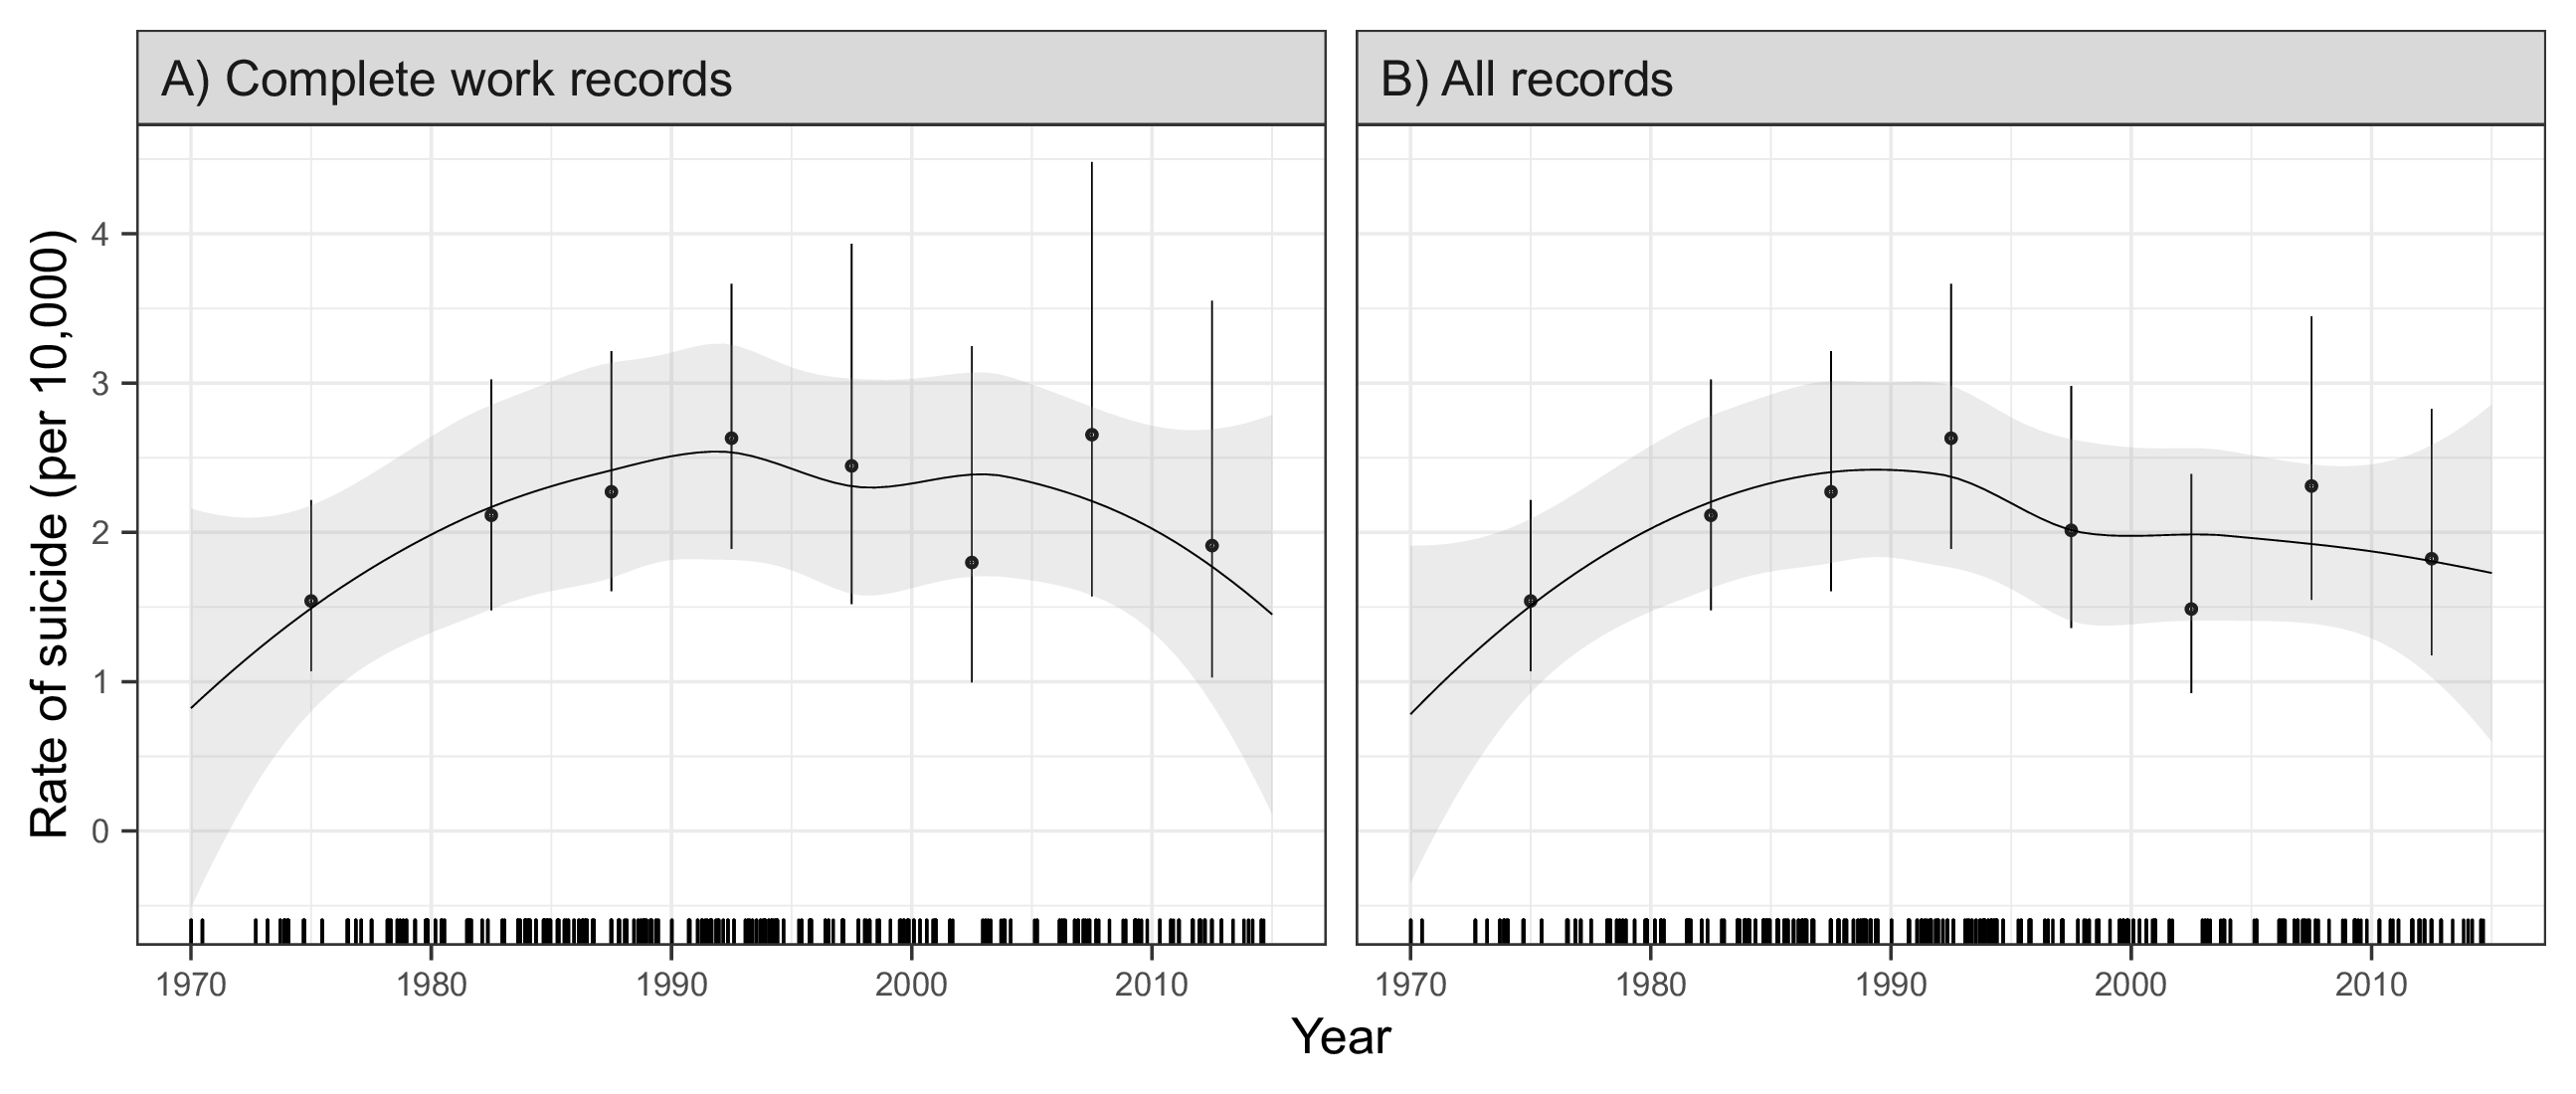 A) Complete work records
B) All records
Rate of suicide (per 10,000)
4
3
2
1
0
1970 1980 1990 2000 2010
1970 1980 1990 2000 2010
Year